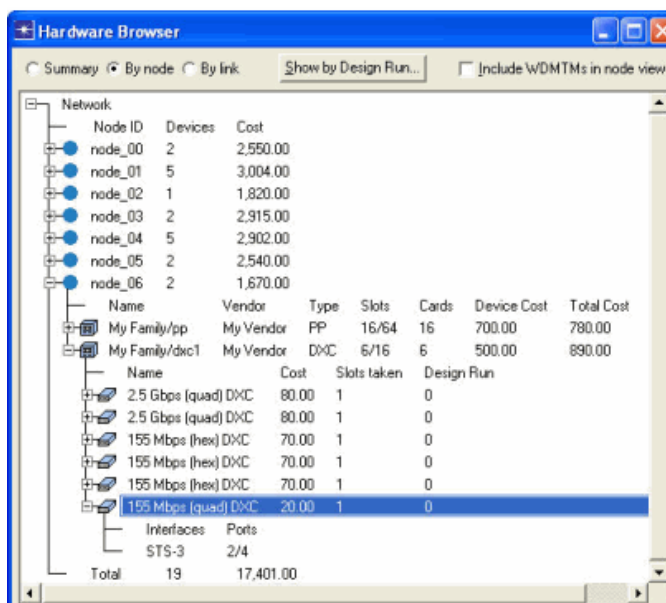 Hardware Browser
Summary By node By link Show by Design Run... Include WDMTMs in node view
Network
Node ID Devices Cost
node_00 2 2,550.00
node_01 5 3,004.00
node_02 1 1,820.00
node_03 2 2,915.00
node_04 5 2,902.00
node_05 2 2,540.00
node_06 2 1,670.00
Name Vendor Type Slots Cards Device Cost Total Cost
My Family/pp My Vendor PP 16/64 16 700.00 780.00
My Family/dxc1 My Vendor DXC 6/16 6 500.00 890.00
Name Cost Slots taken Design Run
2.5 Gbps (quad) DXC 80.00 1 0
2.5 Gbps (quad) DXC 80.00 1 0
155 Mbps (hex) DXC 70.00 1 0
155 Mbps (hex) DXC 70.00 1 0
155 Mbps (hex) DXC 70.00 1 0
155 Mbps (quad) DXC 20.00 1 0
Interfaces Ports
STS-3 2/4
Total 19 17,401.00